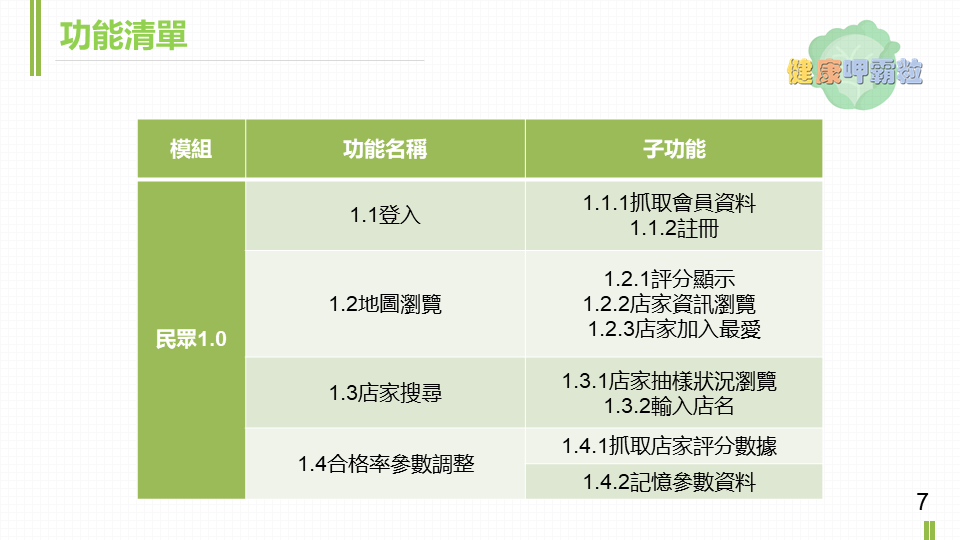 功能清單
健康呷霸粒
模組
功能名稱
子功能
民眾1.0
1.1登入
1.1.1抓取會員資料
1.1.2註冊
1.2地圖瀏覽
1.2.1評分顯示
1.2.2店家資訊瀏覽
1.2.3店家加入最愛
1.3店家搜尋
1.3.1店家抽樣狀況瀏覽
1.3.2輸入店名
1.4合格率參數調整
1.4.1抓取店家評分數據
1.4.2記憶參數資料
7